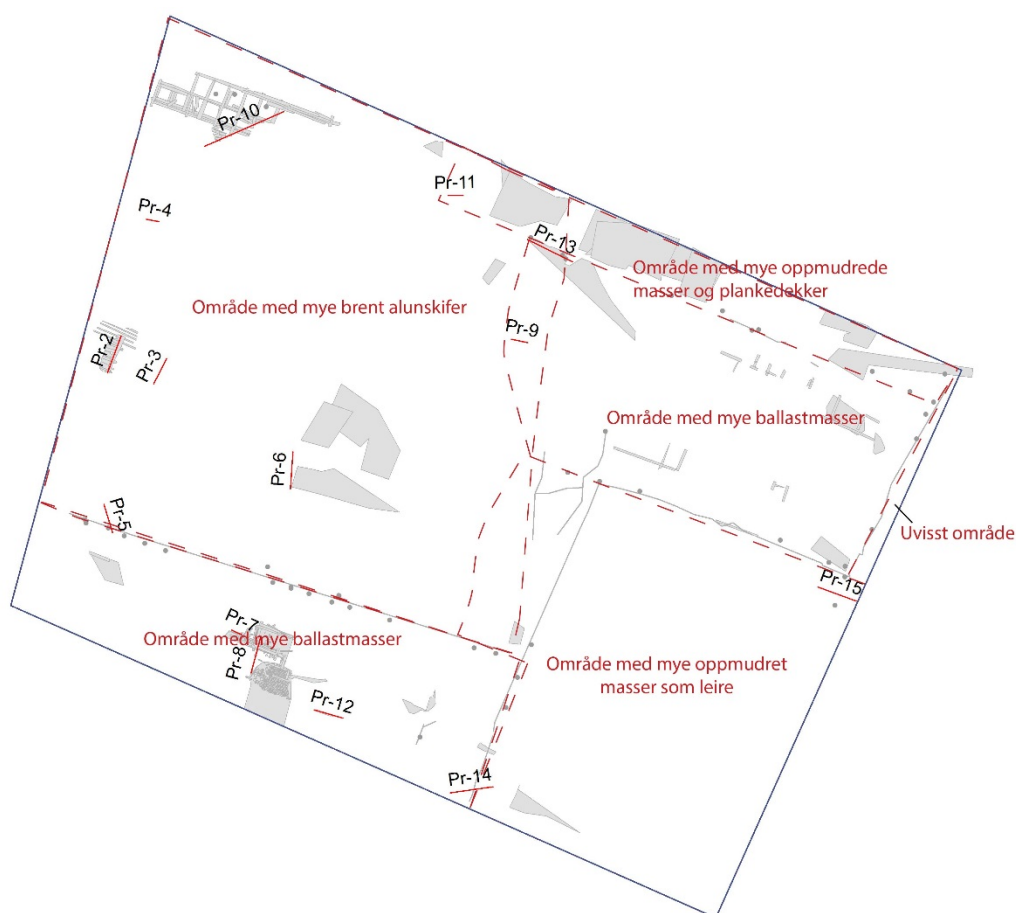 Pr-10
Pr-11
Pr-4
Pr-13
Område med mye oppmudrede
masser og plankedekker
Område med mye brent alunskifer
Pr-9
Pr-2
Pr-3
Område med mye ballastmasser
Pr-6
Pr-5
Uvisst område
Pr-15
Pr-7
Område med mye ballastmasser
Pr-8
Område med mye oppmudret
masser som leire
Pr-12
Pr-14